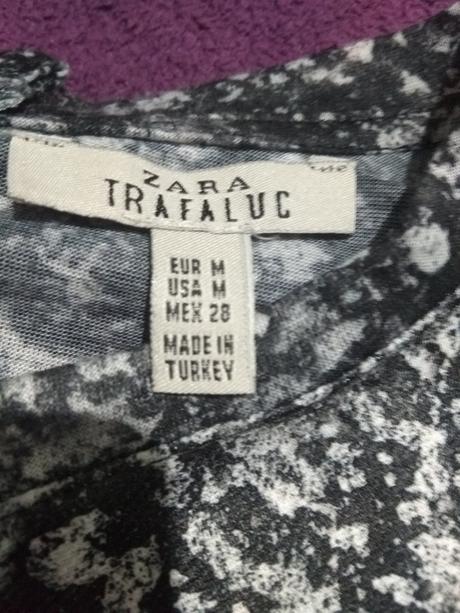 ZARA
TRAFALUC
EUR M
USA M
MEX 28
MADE IN
TURKEY